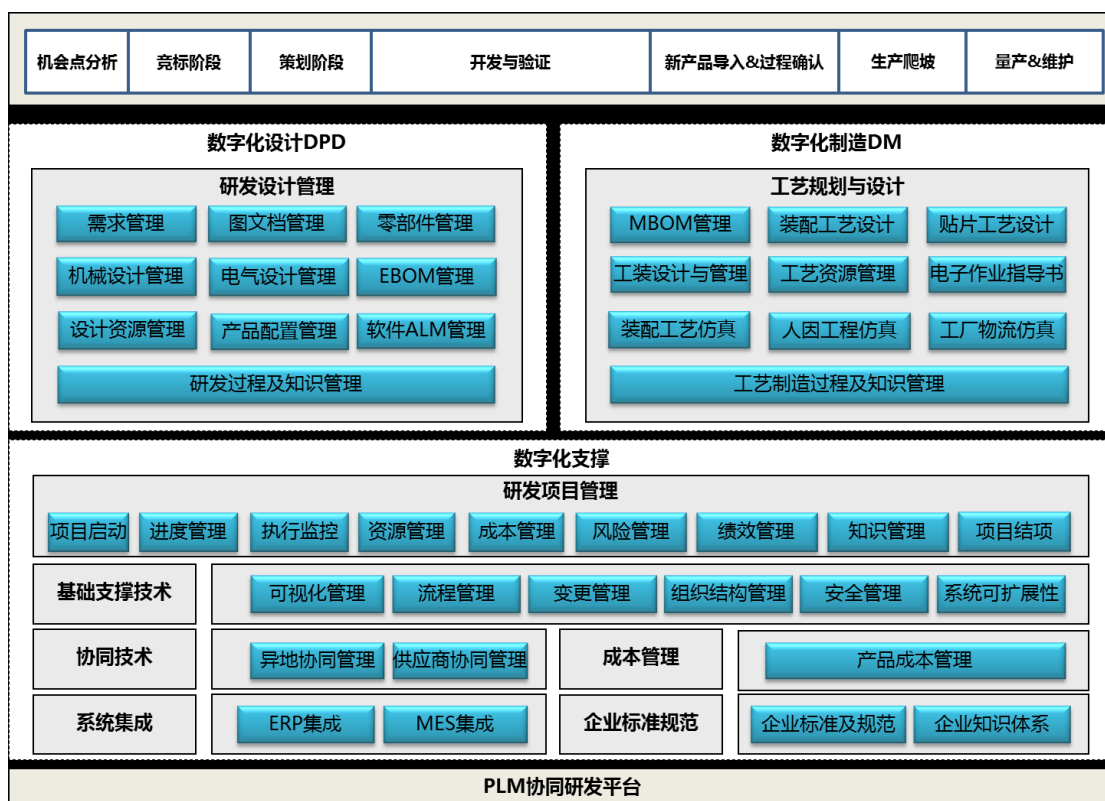 机会点分析 竞标阶段 策划阶段 开发与验证 新产品导入&过程确认 生产爬坡 量产&维护
数字化设计DPD
研发设计管理
需求管理 图文档管理 零部件管理
机械设计管理 电气设计管理 EBOM管理
设计资源管理 产品配置管理 软件ALM管理
研发过程及知识管理
数字化制造DM
工艺规划与设计
MBOM管理 装配工艺设计 贴片工艺设计
工装设计与管理 工艺资源管理 电子作业指导书
装配工艺仿真 人因工程仿真 工厂物流仿真
工艺制造过程及知识管理
数字化支撑
研发项目管理
项目启动 进度管理 执行监控 资源管理 成本管理 风险管理 绩效管理 知识管理 项目结项
基础支撑技术 可视化管理 流程管理 变更管理 组织结构管理 安全管理 系统可扩展性
协同技术 异地协同管理 供应商协同管理 成本管理 产品成本管理
系统集成 ERP集成 MES集成 企业标准规范 企业标准及规范 企业知识体系
PLM协同研发平台